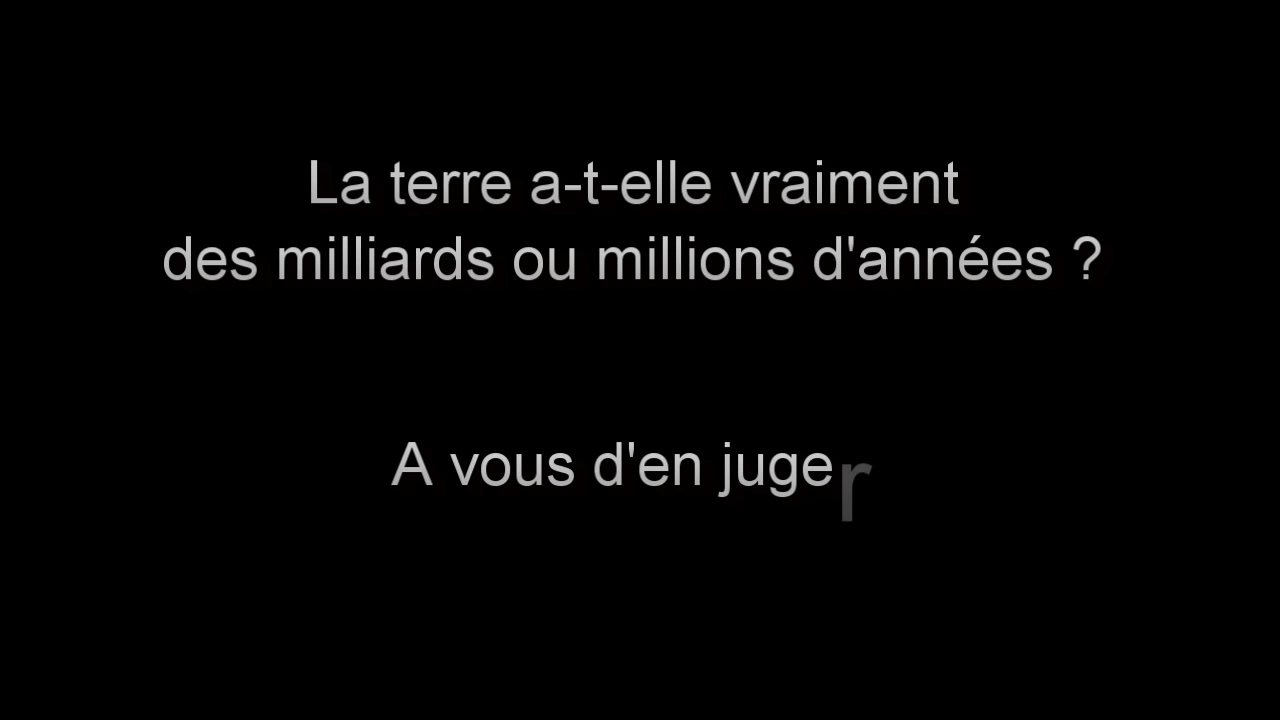 La terre a-t-elle vraiment
des milliards ou millions d'années ?
A vous d'en juger